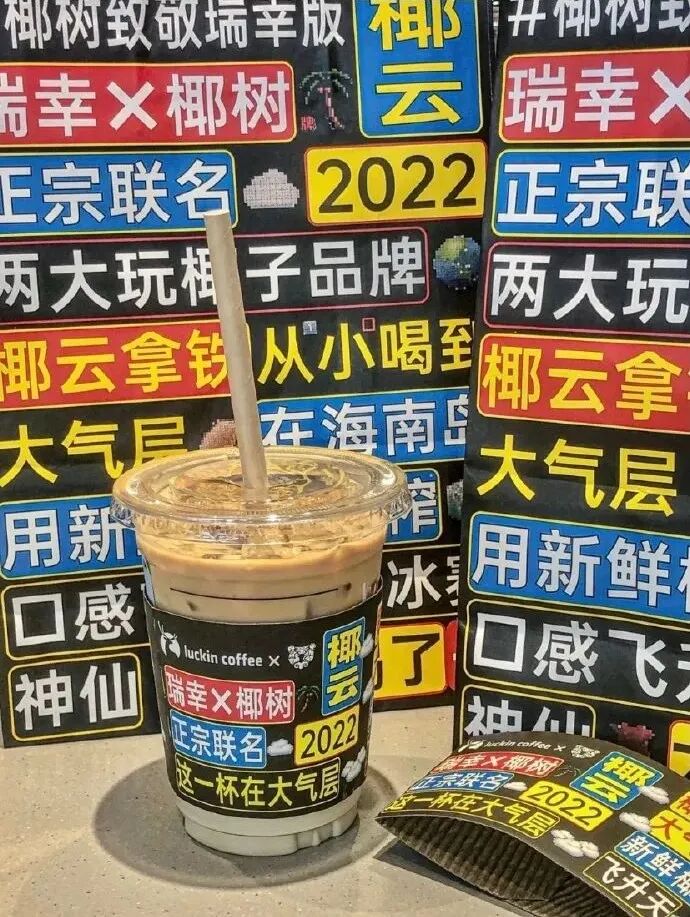 椰树致敬瑞幸版
椰云
瑞幸×椰树
牌
正宗联名
2022
两大玩椰子品牌
椰云拿铁
从小喝到
大气层
在海南岛
用新
榨
口感
冰
神仙
了
#椰树致
瑞幸×
正宗联
两大玩
椰云拿
大气层
用新鲜
口感飞升
神仙
luckin coffee ×
椰云
瑞幸×椰树
正宗联名
2022
这一杯在大气层
luckin coffee ×
瑞幸×椰树
椰云
正宗联名
2022
这一杯在大气层
新鲜椰
飞升天